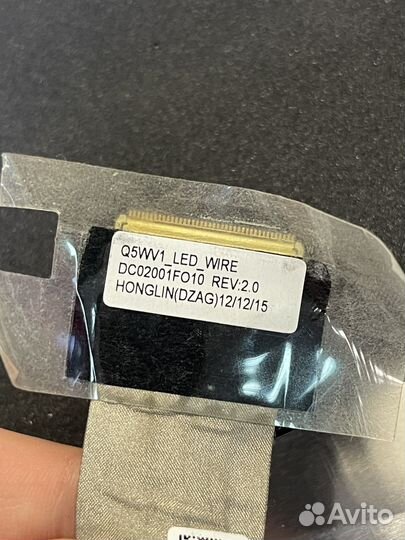 Q5WV1_LED_WIRE
DC02001FO10 REV:2.0
HONGLIN(DZAG)12/12/15
Avito